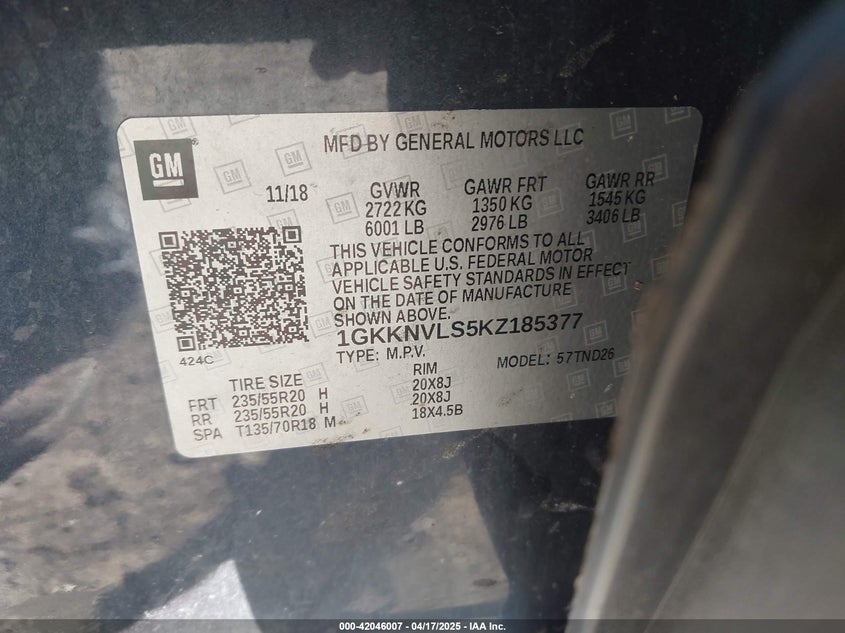 MFD BY GENERAL MOTORS LLC
GM
11/18
GVWR GAWR FRT GAWR RR
2722 KG 1350 KG 1545 KG
6001 LB 2976 LB 3406 LB
THIS VEHICLE CONFORMS TO ALL
APPLICABLE U.S. FEDERAL MOTOR
VEHICLE SAFETY STANDARDS IN EFFECT
ON THE DATE OF MANUFACTURE
SHOWN ABOVE.
1GKKNVLS5KZ185377
424C
TYPE: M.P.V. MODEL: 57TND26
TIRE SIZE RIM
FRT 235/55R20 H 20X8J
RR 235/55R20 H 20X8J
SPA T135/70R18 M 18X4.5B
000-42046007 - 04/17/2025 - IAA Inc.